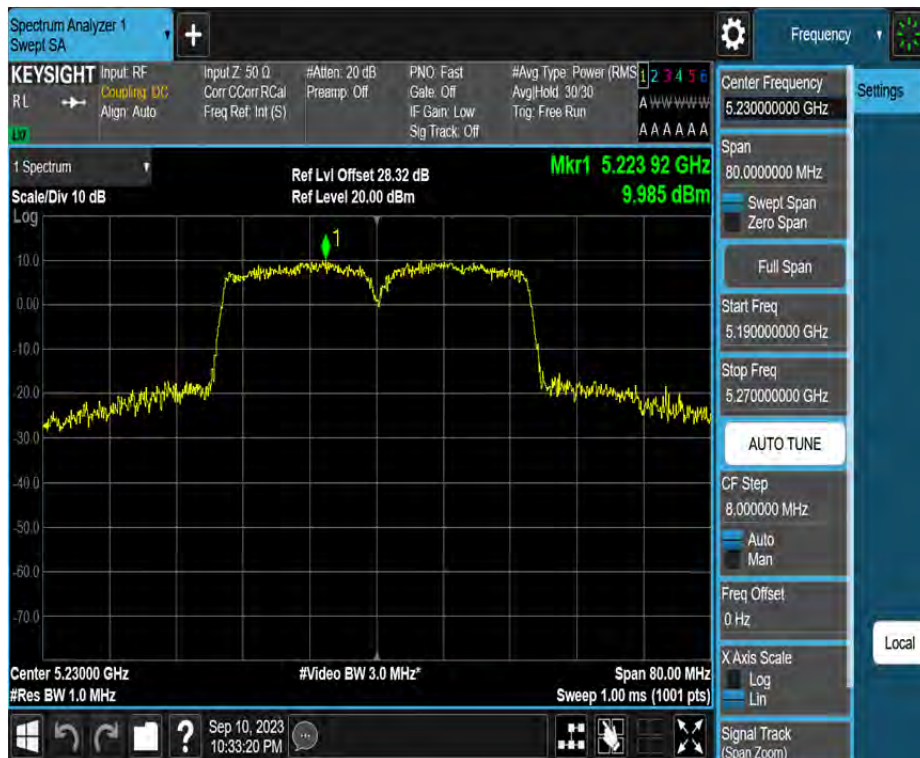 Spectrum Analyzer 1
Swept SA
+
Frequency
KEYSIGHT
RL
LXI
Input: RF
Coupling: DC
Align: Auto
Input Z: 50 Ω
Corr CCorr RCal
Freq Ref: Int (S)
#Atten: 20 dB
Preamp: Off
PNO: Fast
Gate: Off
IF Gain: Low
Sig Track: Off
#Avg Type: Power (RMS
Avg|Hold: 30/30
Trig: Free Run
1 2 3 4 5 6
A W W W W W
A A A A A A
Center Frequency
5.230000000 GHz
Settings
1 Spectrum
Scale/Div 10 dB
Ref Lvl Offset 28.32 dB
Ref Level 20.00 dBm
Mkr1 5.223 92 GHz
9.985 dBm
Log
1
10.0
0.00
-10.0
-20.0
-30.0
-40.0
-50.0
-60.0
-70.0
Span
80.0000000 MHz
Swept Span
Zero Span
Full Span
Start Freq
5.190000000 GHz
Stop Freq
5.270000000 GHz
AUTO TUNE
CF Step
8.000000 MHz
Auto
Man
Freq Offset
0 Hz
X Axis Scale
Log
Lin
Signal Track
(Span Zoom)
Local
Center 5.23000 GHz
#Res BW 1.0 MHz
#Video BW 3.0 MHz*
Span 80.00 MHz
Sweep 1.00 ms (1001 pts)
?
Sep 10, 2023
10:33:20 PM